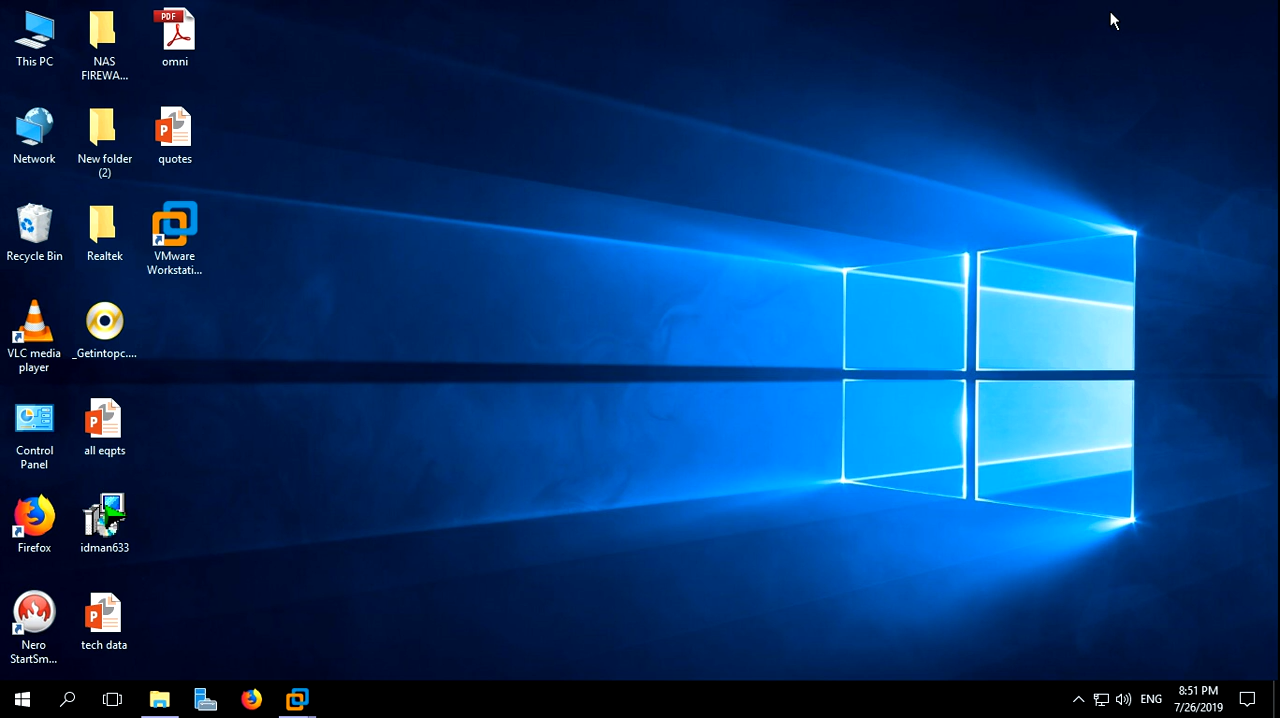 This PC
NAS
FIREWA...
PDF
omni
Network
New folder
(2)
P
quotes
Recycle Bin
Realtek
VMware
Workstati...
VLC media
player
_Getintopc....
Control
Panel
P
all eqpts
Firefox
idman633
Nero
StartSm...
P
tech data
ENG
8:51 PM
7/26/2019